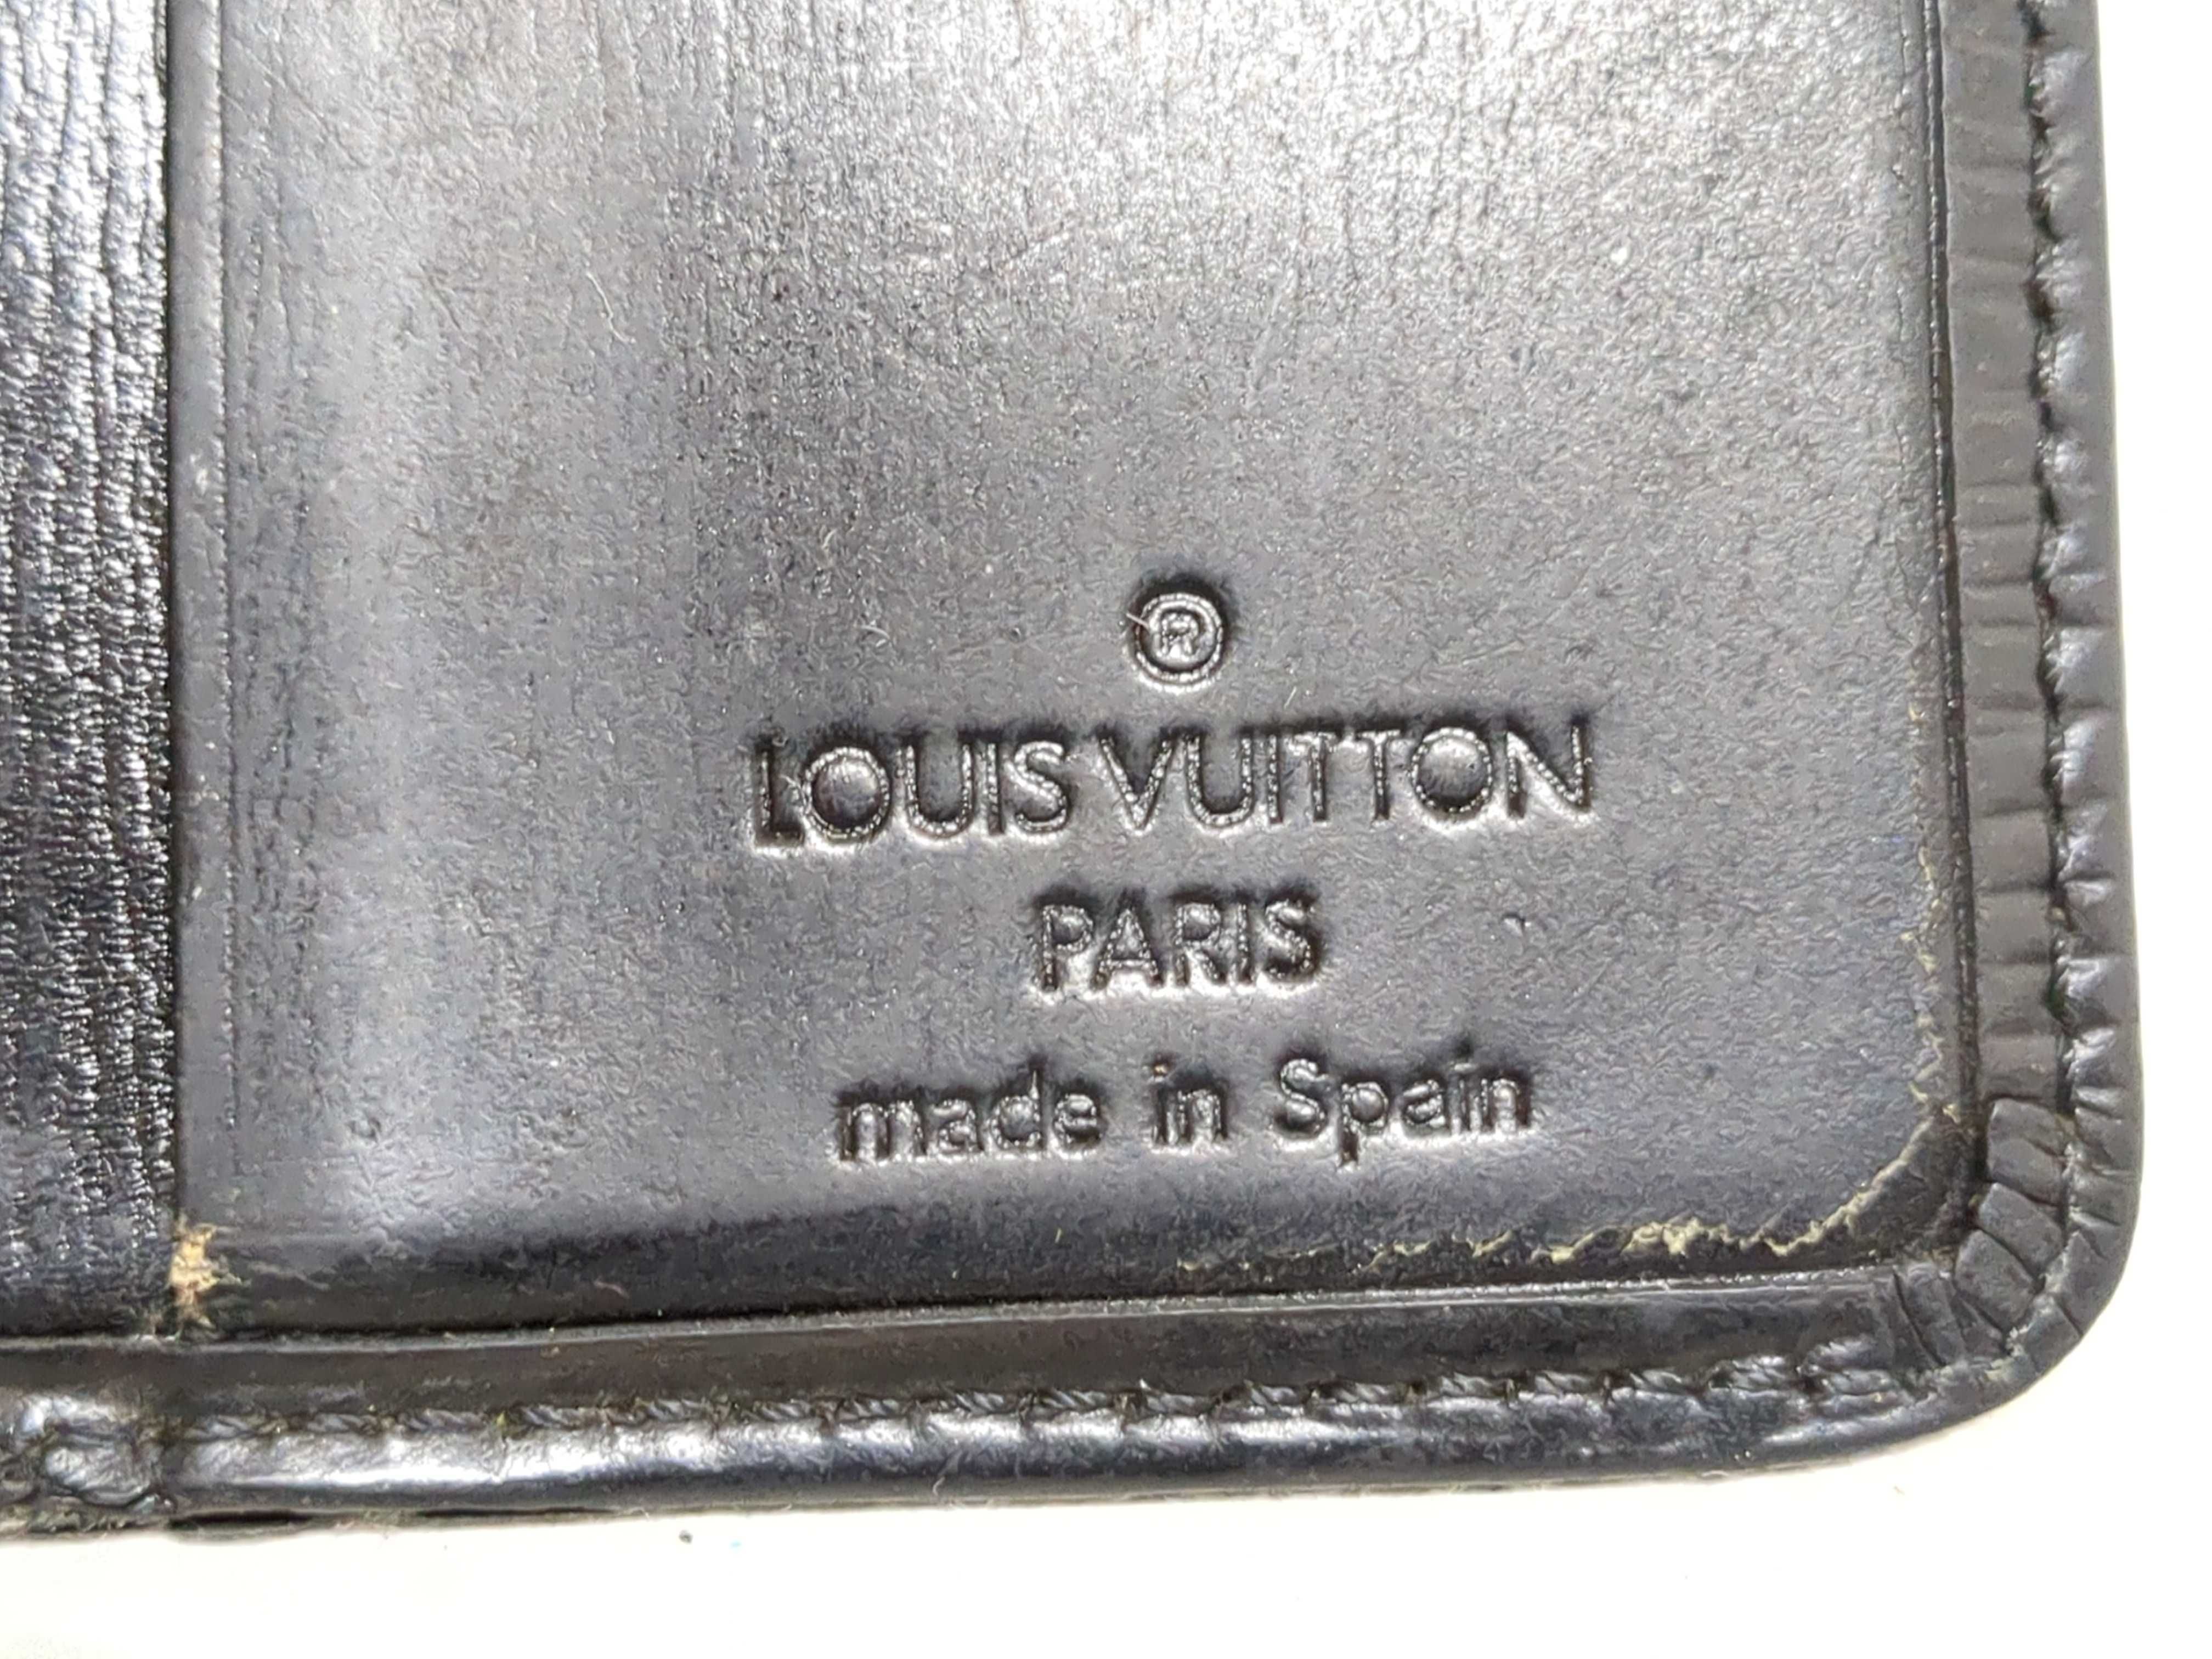 ®
LOUIS VUITTON
PARIS
made in Spain